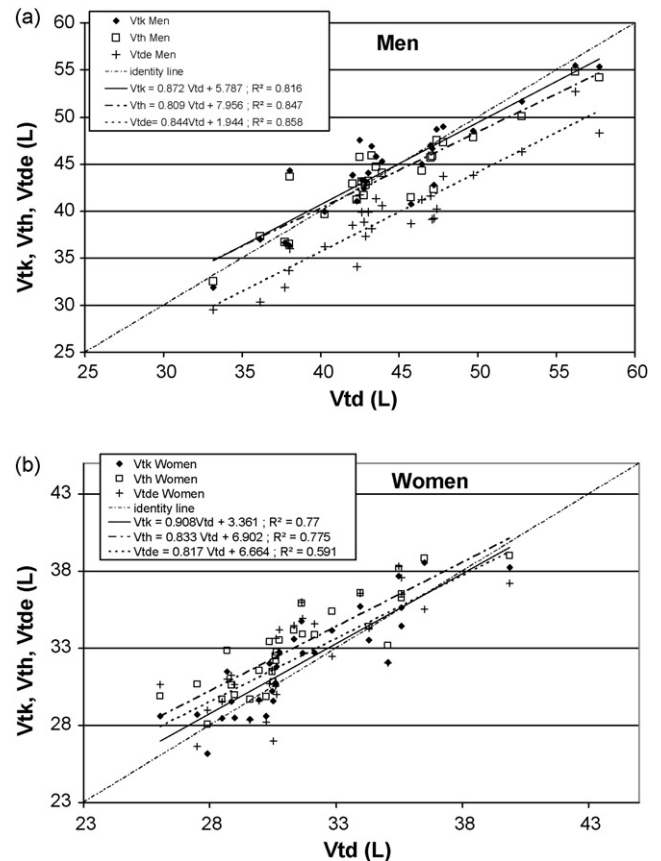 (a)
Men
Vtk Men
Vth Men
Vtde Men
identity line
Vtk = 0.872 Vtd + 5.787 ; R² = 0.816
Vth = 0.809 Vtd + 7.956 ; R² = 0.847
Vtde= 0.844Vtd + 1.944 ; R² = 0.858
Vtk, Vth, Vtde (L)
60
55
50
45
40
35
30
25
25 30 35 40 45 50 55 60
Vtd (L)
(b)
Women
Vtk Women
Vth Women
Vtde Women
identity line
Vtk = 0.908Vtd + 3.361 ; R² = 0.77
Vth = 0.833 Vtd + 6.902 ; R² = 0.775
Vtde = 0.817 Vtd + 6.664 ; R² = 0.591
Vtk, Vth, Vtde (L)
43
38
33
28
23
23 28 33 38 43
Vtd (L)